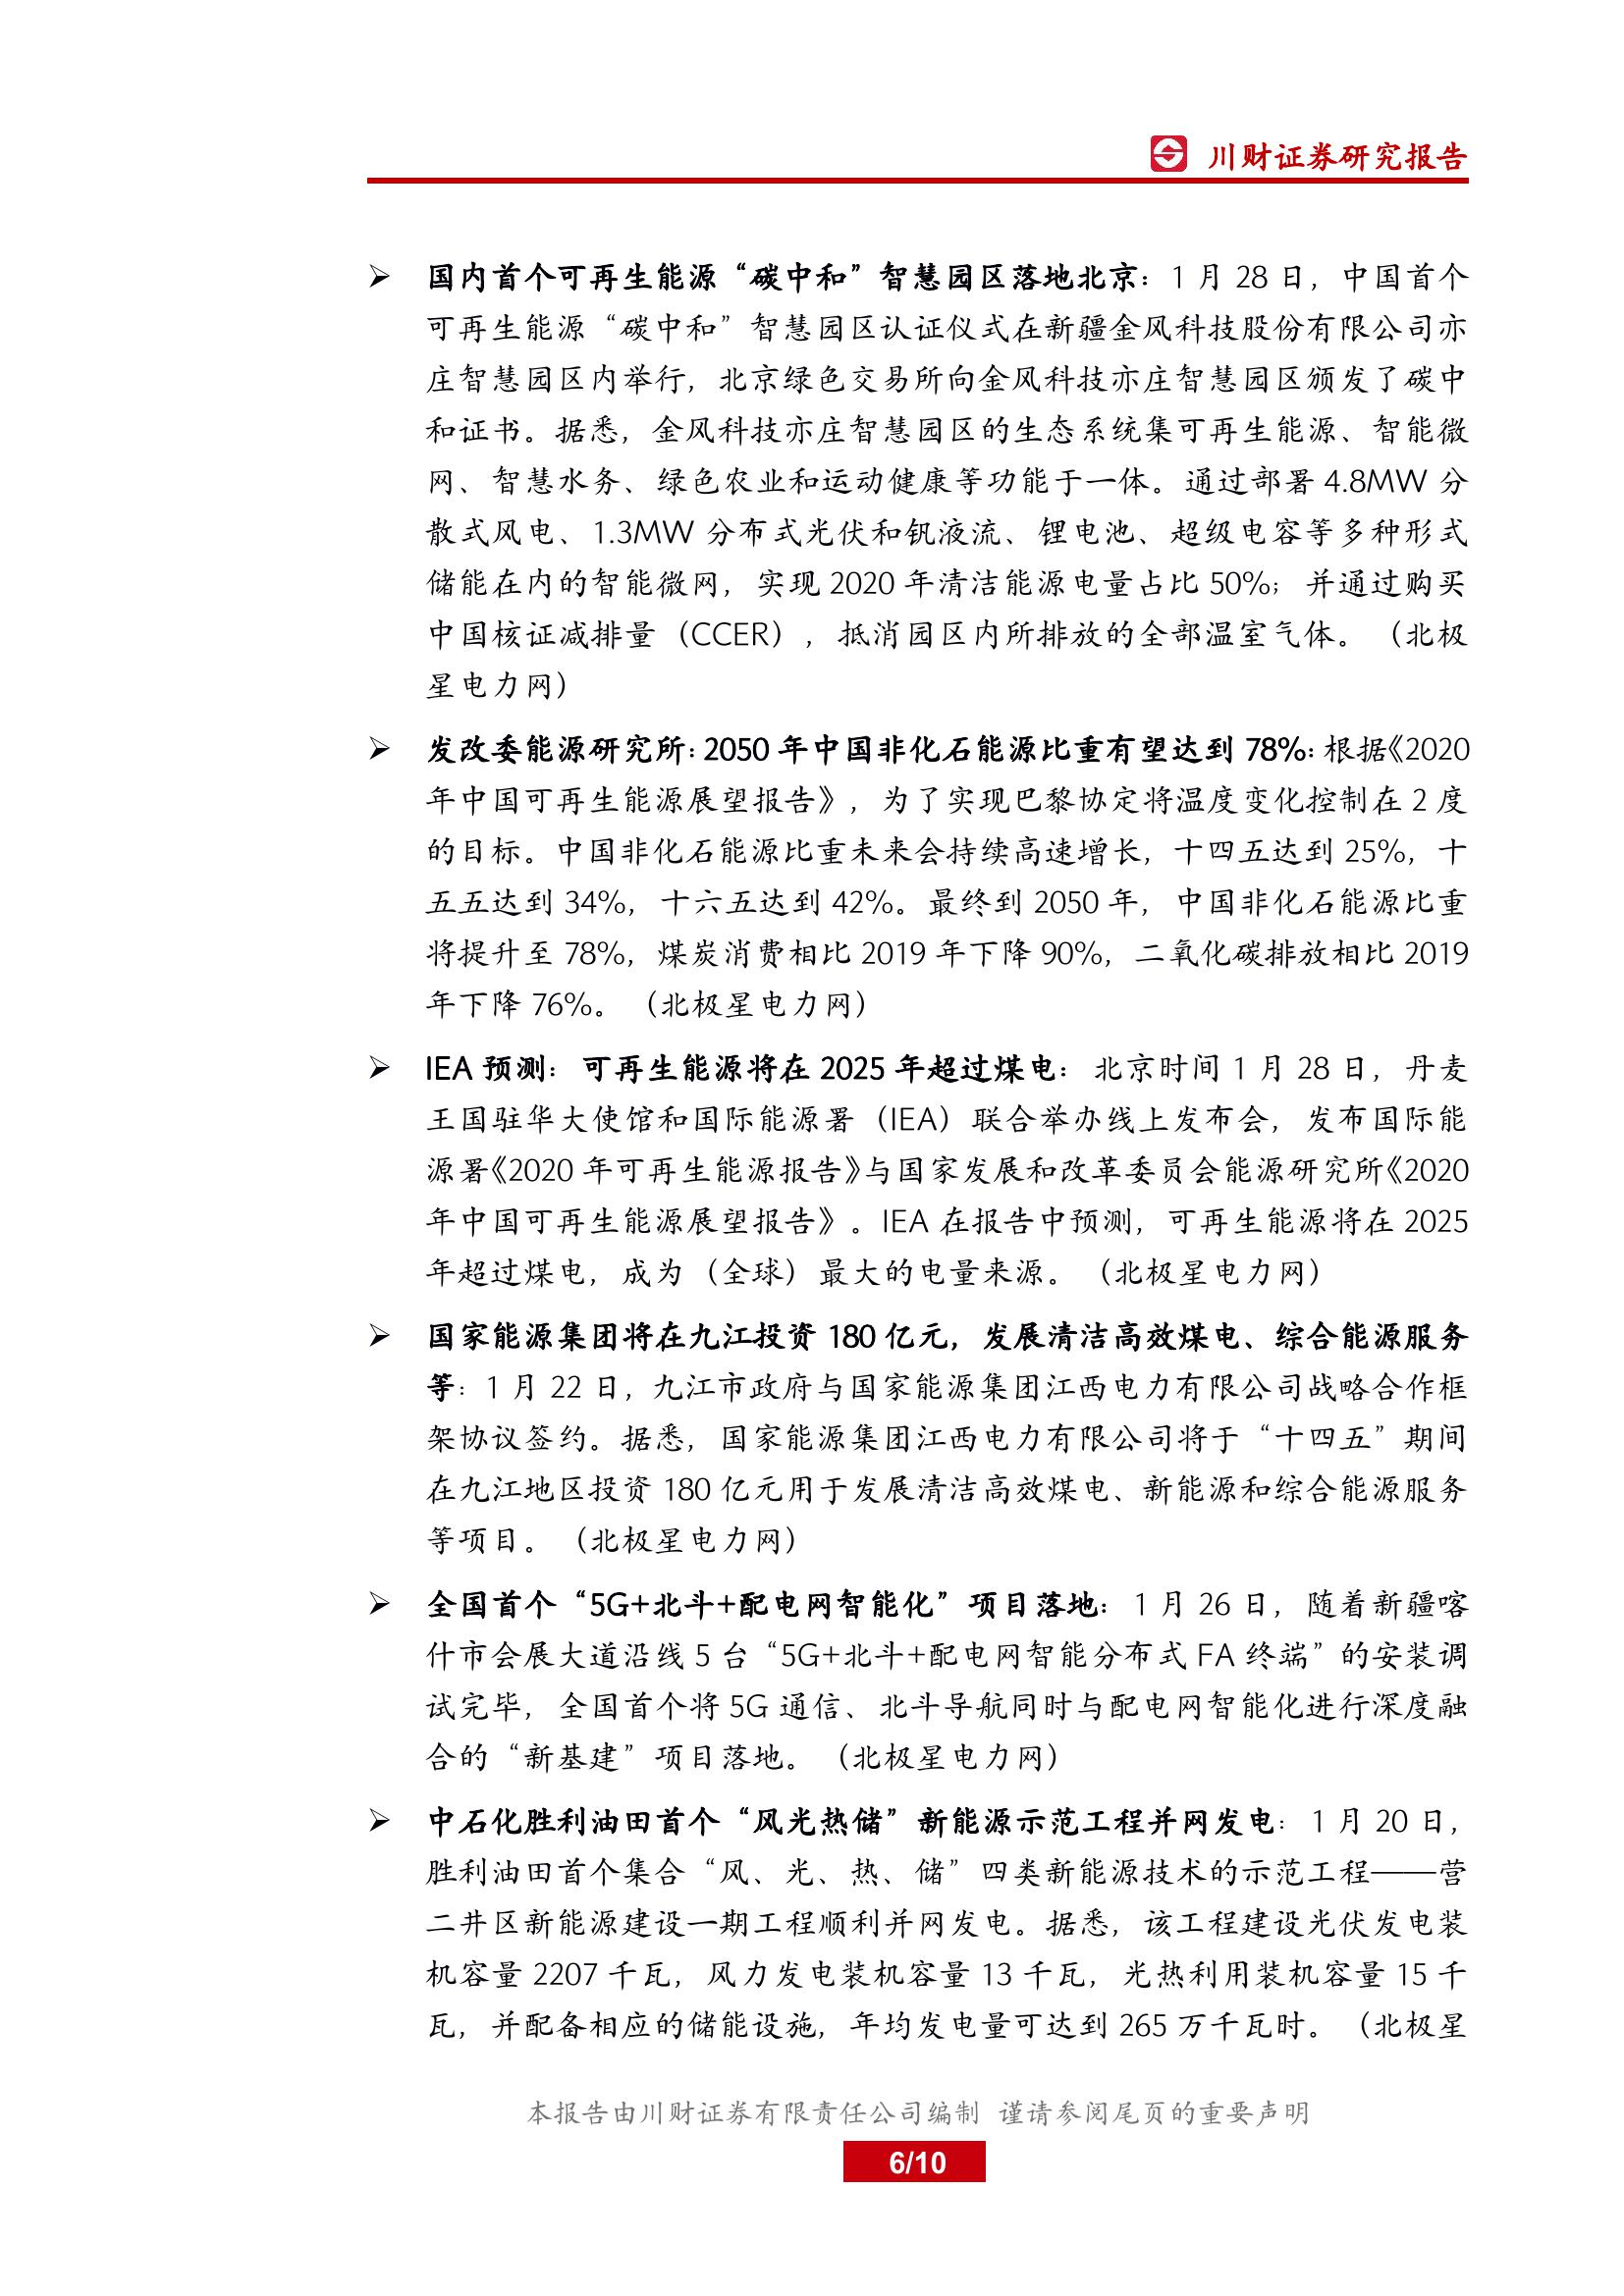 川财证券研究报告
➢ 国内首个可再生能源“碳中和”智慧园区落地北京：1 月 28 日，中国首个
可再生能源“碳中和”智慧园区认证仪式在新疆金风科技股份有限公司亦
庄智慧园区内举行，北京绿色交易所向金风科技亦庄智慧园区颁发了碳中
和证书。据悉，金风科技亦庄智慧园区的生态系统集可再生能源、智能微
网、智慧水务、绿色农业和运动健康等功能于一体。通过部署 4.8MW 分
散式风电、1.3MW 分布式光伏和钒液流、锂电池、超级电容等多种形式
储能在内的智能微网，实现 2020 年清洁能源电量占比 50%；并通过购买
中国核证减排量（CCER），抵消园区内所排放的全部温室气体。（北极
星电力网）
➢ 发改委能源研究所：2050 年中国非化石能源比重有望达到 78%：根据《2020
年中国可再生能源展望报告》，为了实现巴黎协定将温度变化控制在 2 度
的目标。中国非化石能源比重未来会持续高速增长，十四五达到 25%，十
五五达到 34%，十六五达到 42%。最终到 2050 年，中国非化石能源比重
将提升至 78%，煤炭消费相比 2019 年下降 90%，二氧化碳排放相比 2019
年下降 76%。（北极星电力网）
➢ IEA 预测：可再生能源将在 2025 年超过煤电：北京时间 1 月 28 日，丹麦
王国驻华大使馆和国际能源署（IEA）联合举办线上发布会，发布国际能
源署《2020 年可再生能源报告》与国家发展和改革委员会能源研究所《2020
年中国可再生能源展望报告》。IEA 在报告中预测，可再生能源将在 2025
年超过煤电，成为（全球）最大的电量来源。（北极星电力网）
➢ 国家能源集团将在九江投资 180 亿元，发展清洁高效煤电、综合能源服务
等：1 月 22 日，九江市政府与国家能源集团江西电力有限公司战略合作框
架协议签约。据悉，国家能源集团江西电力有限公司将于“十四五”期间
在九江地区投资 180 亿元用于发展清洁高效煤电、新能源和综合能源服务
等项目。（北极星电力网）
➢ 全国首个“5G+北斗+配电网智能化”项目落地：1 月 26 日，随着新疆喀
什市会展大道沿线 5 台“5G+北斗+配电网智能分布式 FA 终端”的安装调
试完毕，全国首个将 5G 通信、北斗导航同时与配电网智能化进行深度融
合的“新基建”项目落地。（北极星电力网）
➢ 中石化胜利油田首个“风光热储”新能源示范工程并网发电：1 月 20 日，
胜利油田首个集合“风、光、热、储”四类新能源技术的示范工程——营
二井区新能源建设一期工程顺利并网发电。据悉，该工程建设光伏发电装
机容量 2207 千瓦，风力发电装机容量 13 千瓦，光热利用装机容量 15 千
瓦，并配备相应的储能设施，年均发电量可达到 265 万千瓦时。（北极星
本报告由川财证券有限责任公司编制 谨请参阅尾页的重要声明
6/10